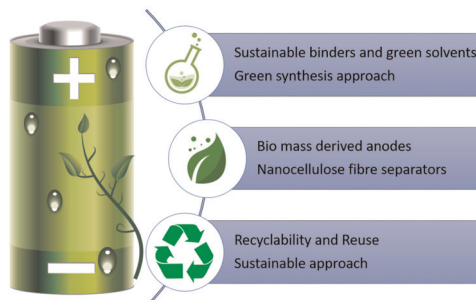 Sustainable binders and green solvents
Green synthesis approach
Bio mass derived anodes
Nanocellulose fibre separators
Recyclability and Reuse
Sustainable approach